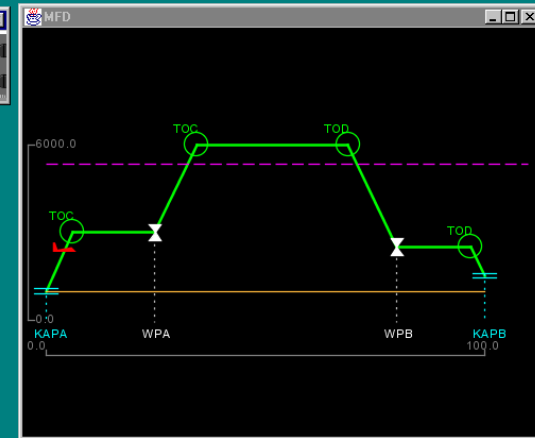 MFD
TOC TOD
6000.0
TOC TOD
0.0
KAPA WPA WPB KAPB
0.0 100.0